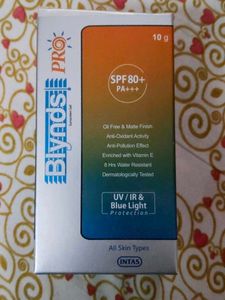 10 g
Blynds PRO
SPF 80+
PA+++
Oil Free & Matte Finish
Anti-Oxidant Activity
Anti-Pollution Effect
Enriched with Vitamin E
8 Hrs Water Resistant
Dermatologically Tested
UV / IR &
Blue Light
Protection
All Skin Types
INTAS